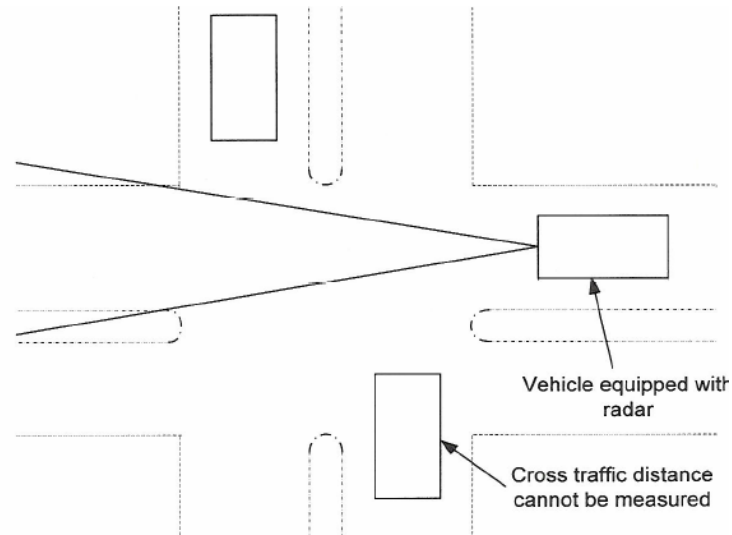 Vehicle equipped with
radar
Cross traffic distance
cannot be measured